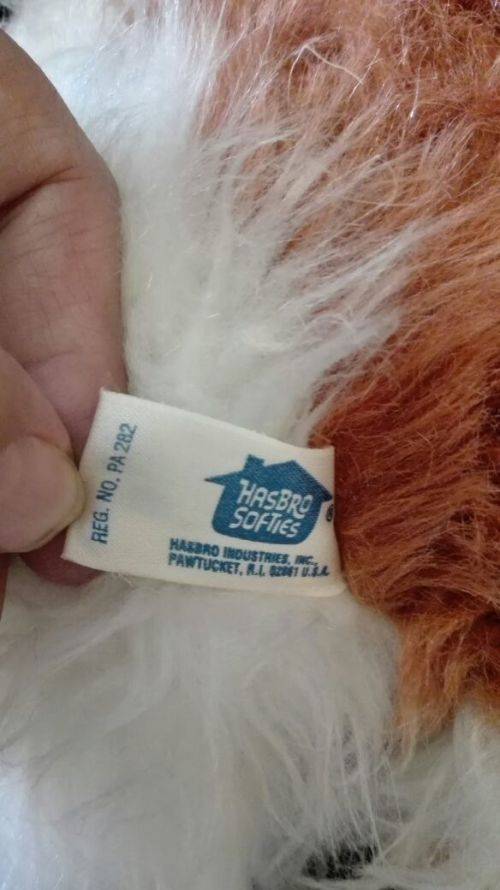 REG. NO. PA 282
HASBRO
SOFTIES
®
HASBRO INDUSTRIES, INC.
PAWTUCKET, R.I. 02861 U.S.A.